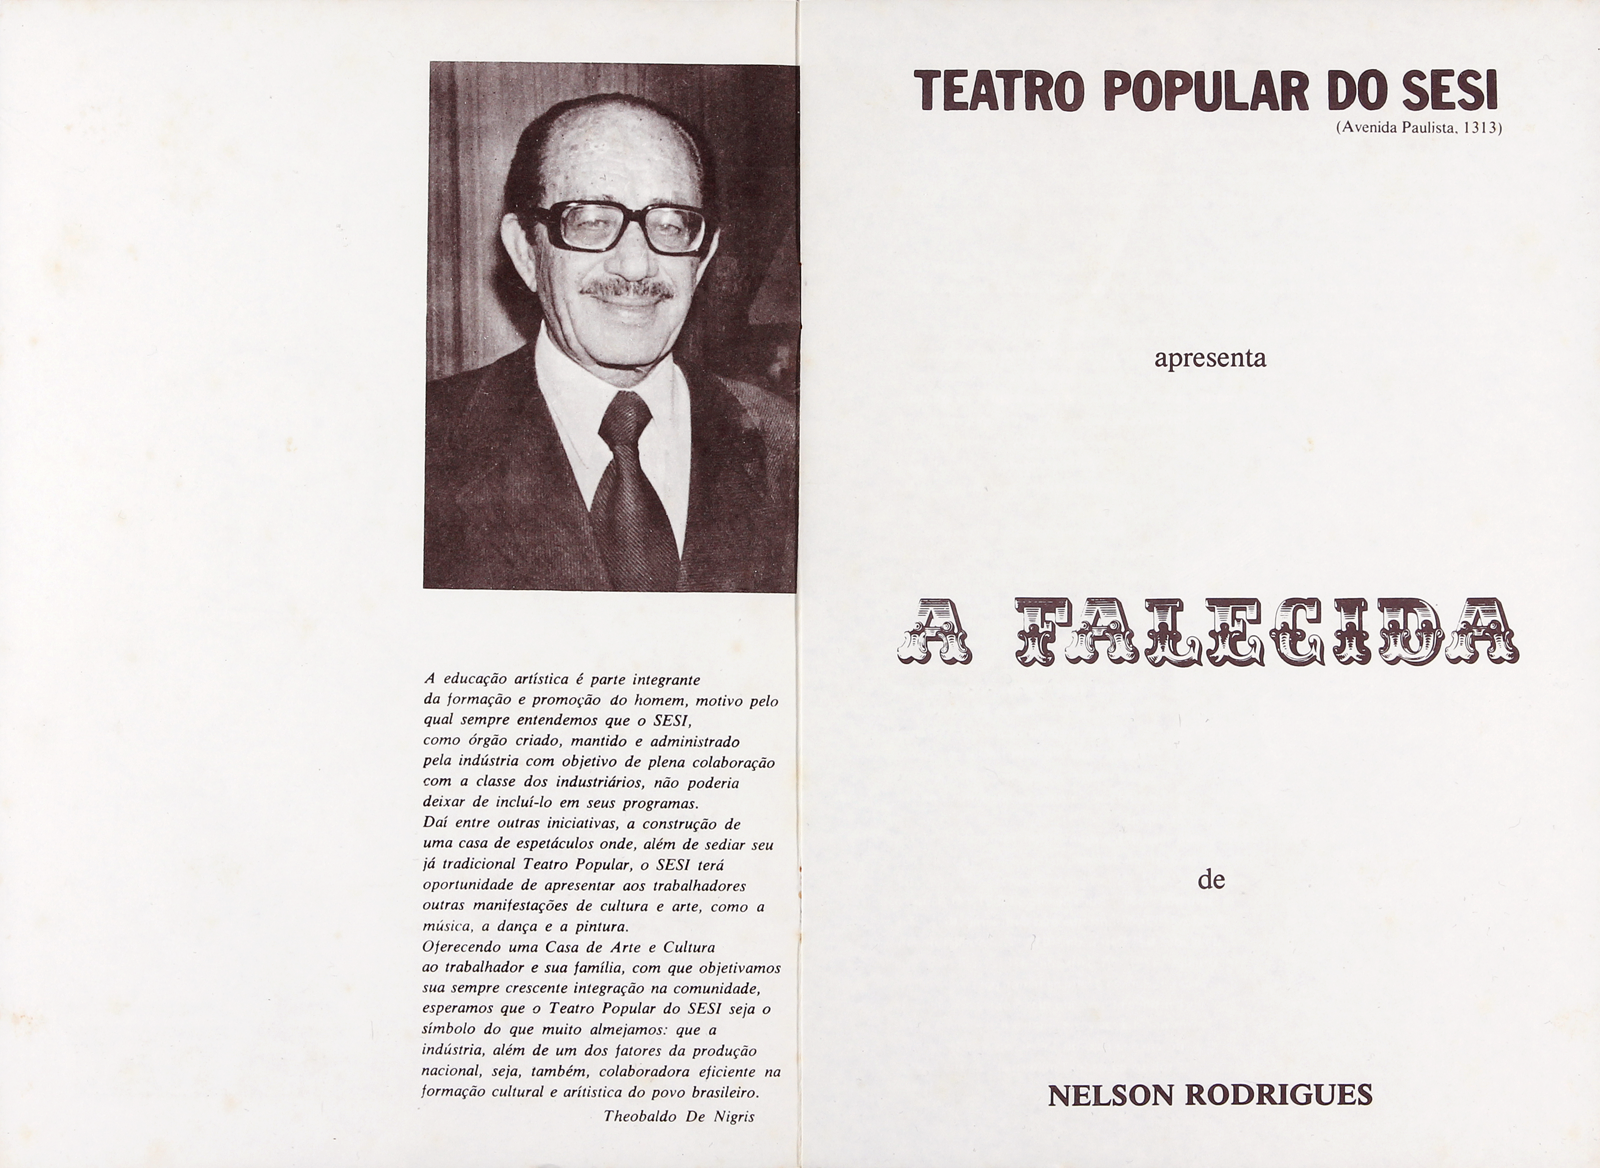 A educação artística é parte integrante
da formação e promoção do homem, motivo pelo
qual sempre entendemos que o SESI,
como órgão criado, mantido e administrado
pela indústria com objetivo de plena colaboração
com a classe dos industriários, não poderia
deixar de incluí-lo em seus programas.
Daí entre outras iniciativas, a construção de
uma casa de espetáculos onde, além de sediar seu
já tradicional Teatro Popular, o SESI terá
oportunidade de apresentar aos trabalhadores
outras manifestações de cultura e arte, como a
música, a dança e a pintura.
Oferecendo uma Casa de Arte e Cultura
ao trabalhador e sua família, com que objetivamos
sua sempre crescente integração na comunidade,
esperamos que o Teatro Popular do SESI seja o
símbolo do que muito almejamos: que a
indústria, além de um dos fatores da produção
nacional, seja, também, colaboradora eficiente na
formação cultural e arítistica do povo brasileiro.
Theobaldo De Nigris
TEATRO POPULAR DO SESI
(Avenida Paulista, 1313)
apresenta
A FALECIDA
de
NELSON RODRIGUES